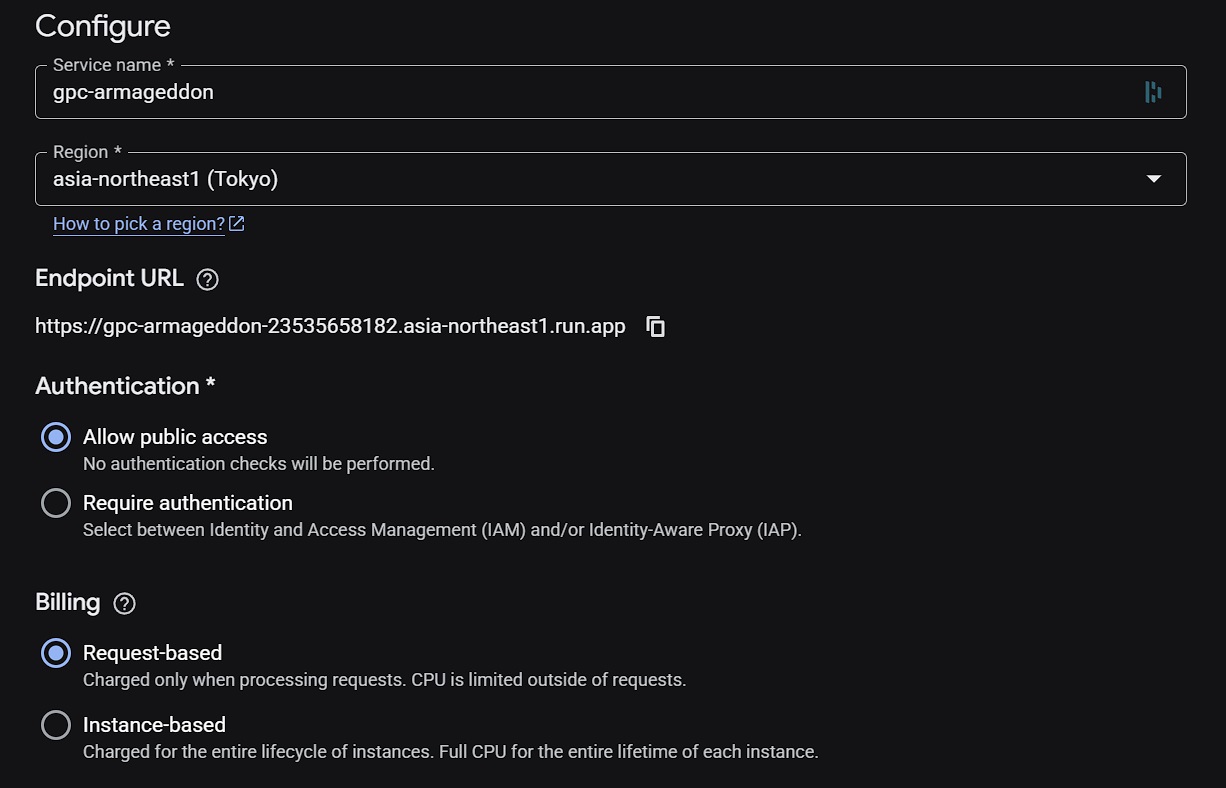 Configure
Service name *
gpc-armageddon
Region *
asia-northeast1 (Tokyo)
How to pick a region?
Endpoint URL
https://gpc-armageddon-23535658182.asia-northeast1.run.app
Authentication *
Allow public access
No authentication checks will be performed.
Require authentication
Select between Identity and Access Management (IAM) and/or Identity-Aware Proxy (IAP).
Billing
Request-based
Charged only when processing requests. CPU is limited outside of requests.
Instance-based
Charged for the entire lifecycle of instances. Full CPU for the entire lifetime of each instance.